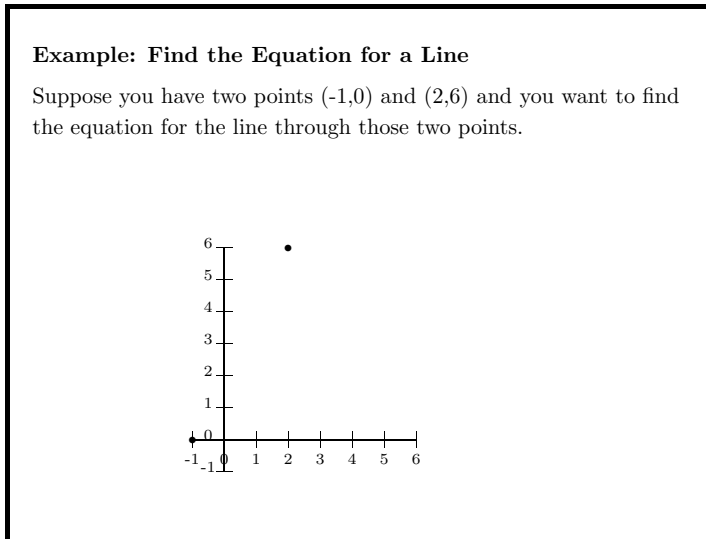 Example: Find the Equation for a Line
Suppose you have two points (-1,0) and (2,6) and you want to find
the equation for the line through those two points.
6
5
4
3
2
1
0
-1 0 1 2 3 4 5 6
-1